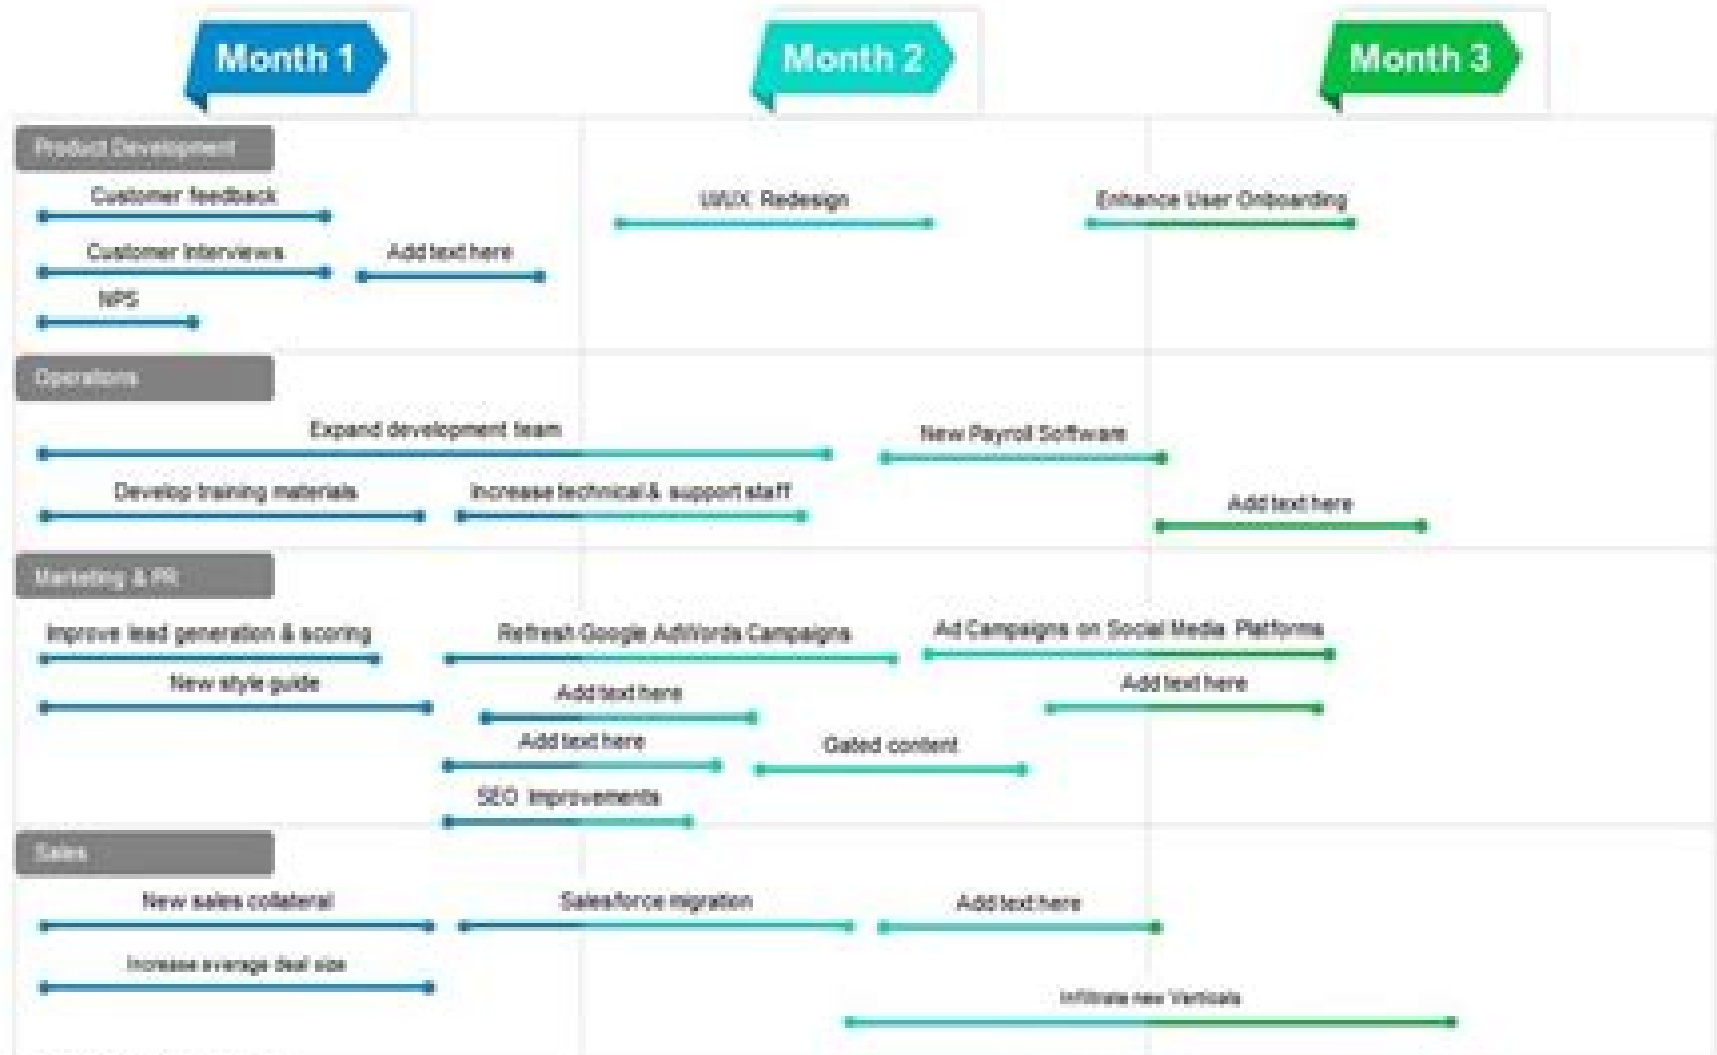 Month 1
Month 2
Month 3
Product Development
Customer feedback
UI/UX Redesign
Enhance User Onboarding
Customer Interviews
Add text here
NPS
Operations
Expand development team
New Payroll Software
Develop training materials
Increase technical & support staff
Add text here
Marketing & PR
Improve lead generation & scoring
Refresh Google AdWords Campaigns
Ad Campaigns on Social Media Platforms
New style guide
Add text here
Add text here
Add text here
Gated content
SEO Improvements
Sales
New sales collateral
Salesforce migration
Add text here
Increase average deal size
Infiltrate new Verticals